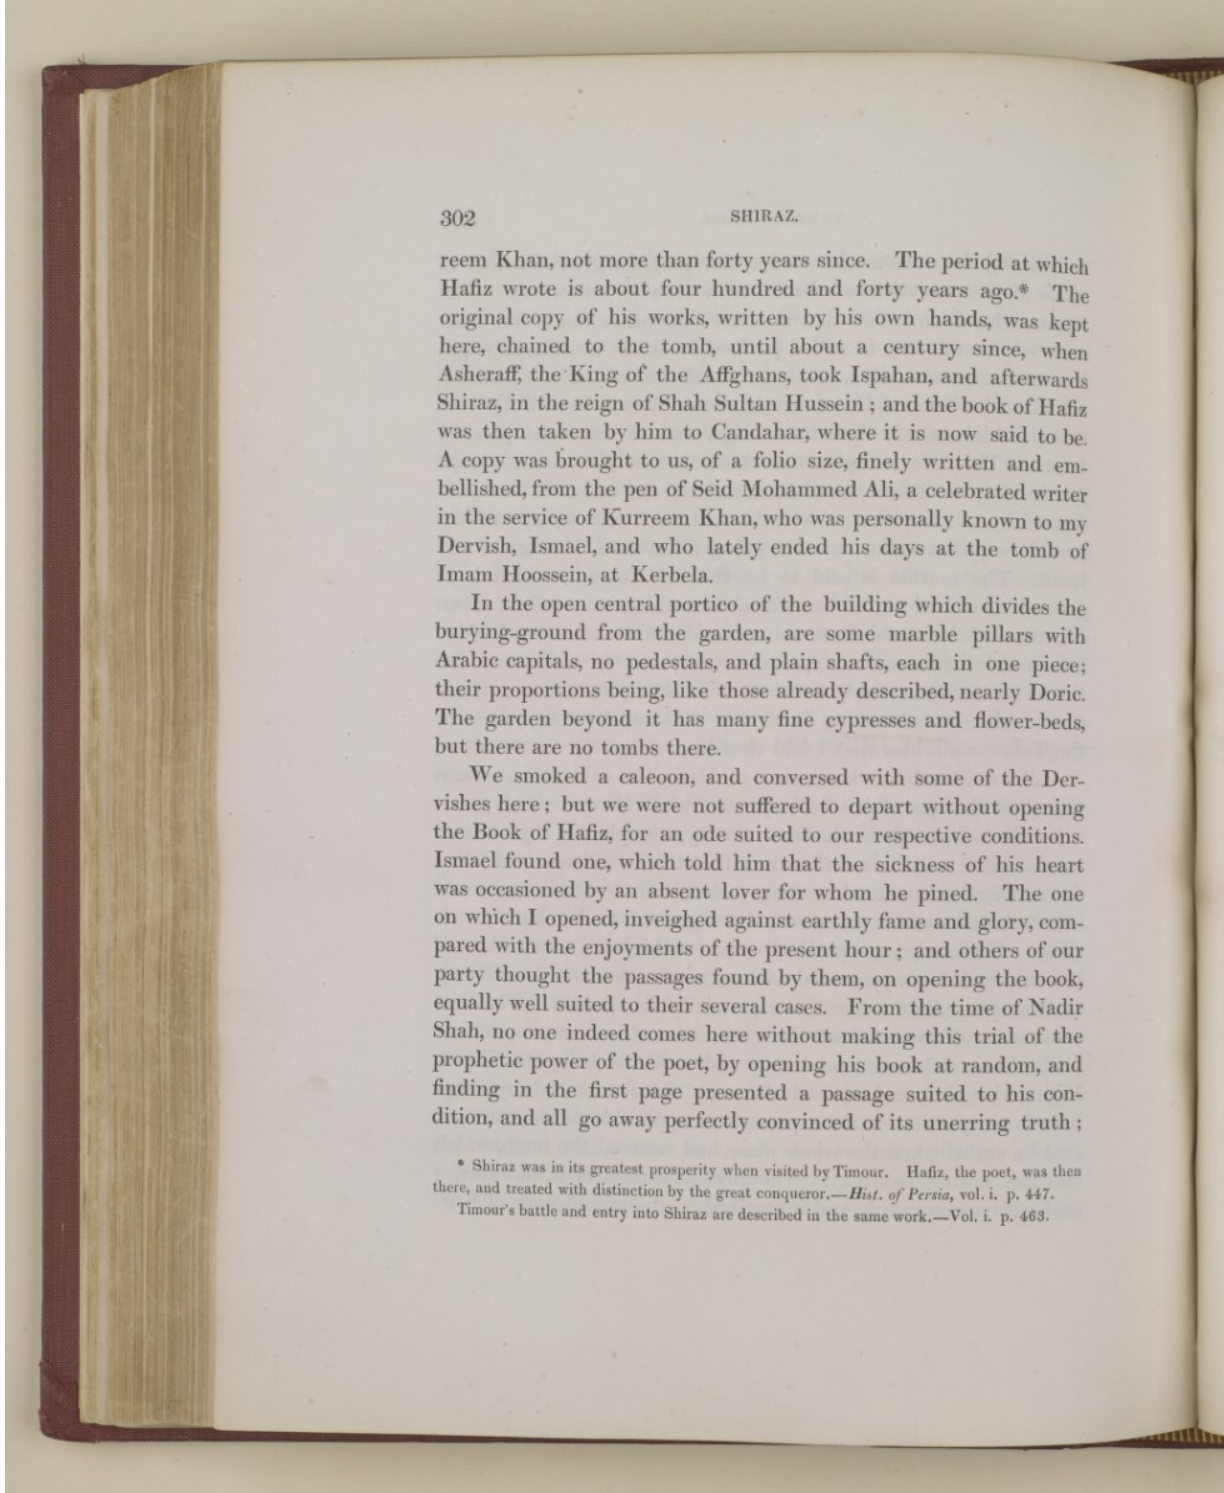 302 SHIRAZ.
reem Khan, not more than forty years since. The period at which
Hafiz wrote is about four hundred and forty years ago.* The
original copy of his works, written by his own hands, was kept
here, chained to the tomb, until about a century since, when
Asheraff, the King of the Affghans, took Ispahan, and afterwards
Shiraz, in the reign of Shah Sultan Hussein ; and the book of Hafiz
was then taken by him to Candahar, where it is now said to be.
A copy was brought to us, of a folio size, finely written and em-
bellished, from the pen of Seid Mohammed Ali, a celebrated writer
in the service of Kurreem Khan, who was personally known to my
Dervish, Ismael, and who lately ended his days at the tomb of
Imam Hoossein, at Kerbela.
In the open central portico of the building which divides the
burying-ground from the garden, are some marble pillars with
Arabic capitals, no pedestals, and plain shafts, each in one piece;
their proportions being, like those already described, nearly Doric.
The garden beyond it has many fine cypresses and flower-beds,
but there are no tombs there.
We smoked a caleoon, and conversed with some of the Der-
vishes here ; but we were not suffered to depart without opening
the Book of Hafiz, for an ode suited to our respective conditions.
Ismael found one, which told him that the sickness of his heart
was occasioned by an absent lover for whom he pined. The one
on which I opened, inveighed against earthly fame and glory, com-
pared with the enjoyments of the present hour ; and others of our
party thought the passages found by them, on opening the book,
equally well suited to their several cases. From the time of Nadir
Shah, no one indeed comes here without making this trial of the
prophetic power of the poet, by opening his book at random, and
finding in the first page presented a passage suited to his con-
dition, and all go away perfectly convinced of its unerring truth ;
* Shiraz was in its greatest prosperity when visited by Timour. Hafiz, the poet, was then
there, and treated with distinction by the great conqueror.—Hist. of Persia, vol. i. p. 447.
Timour's battle and entry into Shiraz are described in the same work.—Vol. i. p. 463.